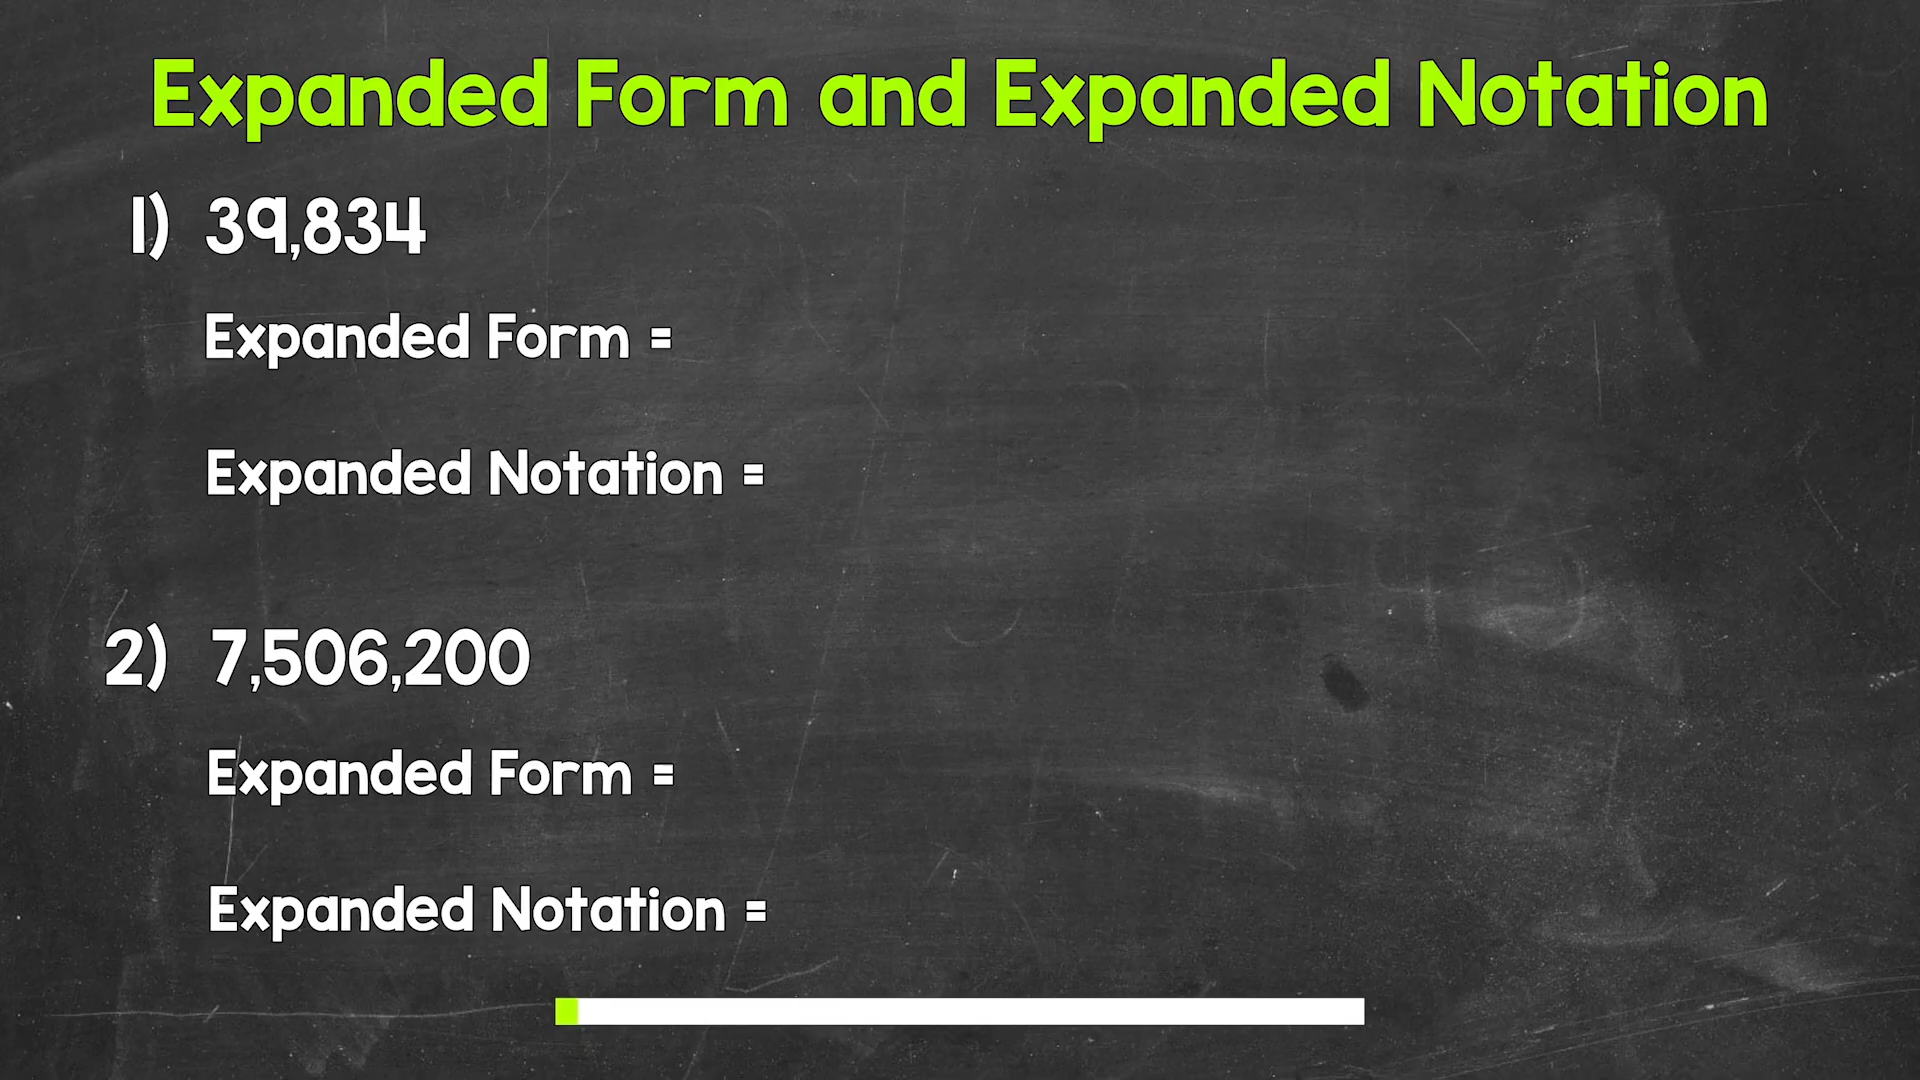 Expanded Form and Expanded Notation
1) 39,834
Expanded Form =
Expanded Notation =
2) 7,506,200
Expanded Form =
Expanded Notation =